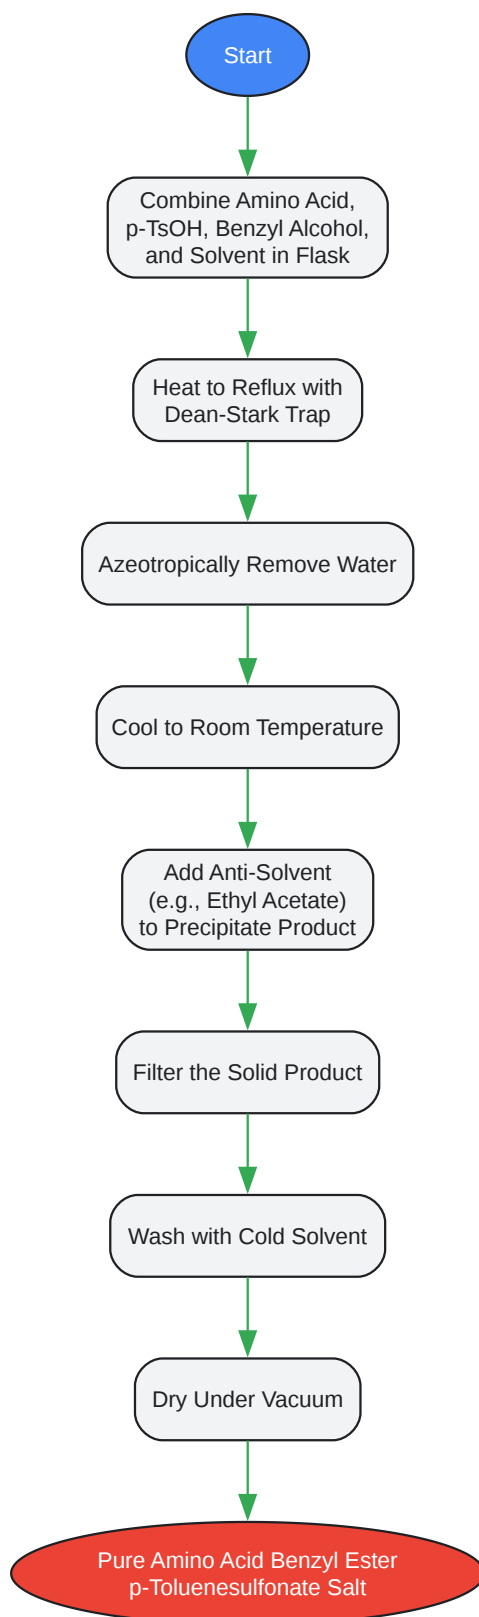 Start
Combine Amino Acid,
p-TsOH, Benzyl Alcohol,
and Solvent in Flask
Heat to Reflux with
Dean-Stark Trap
Azeotropically Remove Water
Cool to Room Temperature
Add Anti-Solvent
(e.g., Ethyl Acetate)
to Precipitate Product
Filter the Solid Product
Wash with Cold Solvent
Dry Under Vacuum
Pure Amino Acid Benzyl Ester
p-Toluenesulfonate Salt